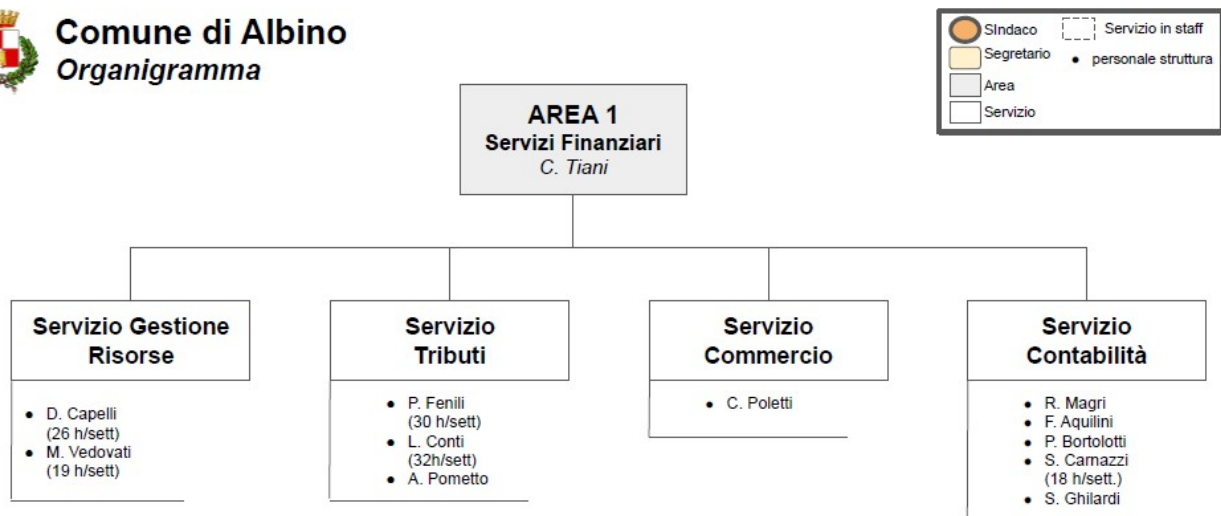 Comune di Albino
Organigramma
SIndaco
Servizio in staff
Segretario
• personale struttura
Area
Servizio
AREA 1
Servizi Finanziari
C. Tiani
Servizio Gestione
Risorse
• D. Capelli
(26 h/sett)
• M. Vedovati
(19 h/sett)
Servizio
Tributi
• P. Fenili
(30 h/sett)
• L. Conti
(32h/sett)
• A. Pometto
Servizio
Commercio
• C. Poletti
Servizio
Contabilità
• R. Magri
• F. Aquilini
• P. Bortolotti
• S. Carnazzi
(18 h/sett.)
• S. Ghilardi